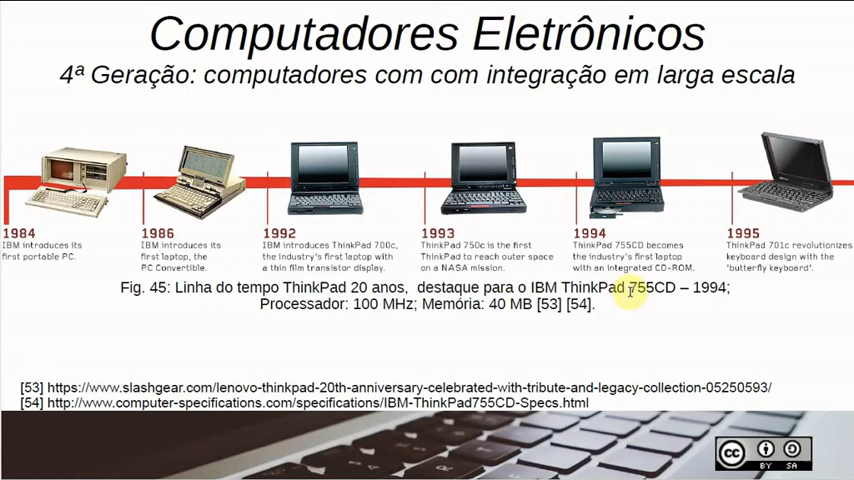 Computadores Eletrônicos
4ª Geração: computadores com com integração em larga escala
1984
IBM introduces its
first portable PC.
1986
IBM introduces its
first laptop, the
PC Convertible.
1992
IBM introduces ThinkPad 700c,
the industry's first laptop with
a thin film transistor display.
1993
ThinkPad 750c is the first
ThinkPad to reach outer space
on a NASA mission.
1994
ThinkPad 755CD becomes
the industry's first laptop
with an integrated CD-ROM.
1995
ThinkPad 701c revolutionizes
keyboard design with the
'butterfly keyboard'.
Fig. 45: Linha do tempo ThinkPad 20 anos, destaque para o IBM ThinkPad 755CD – 1994;
Processador: 100 MHz; Memória: 40 MB [53] [54].
[53] https://www.slashgear.com/lenovo-thinkpad-20th-anniversary-celebrated-with-tribute-and-legacy-collection-05250593/
[54] http://www.computer-specifications.com/specifications/IBM-ThinkPad755CD-Specs.html
cc
BY SA